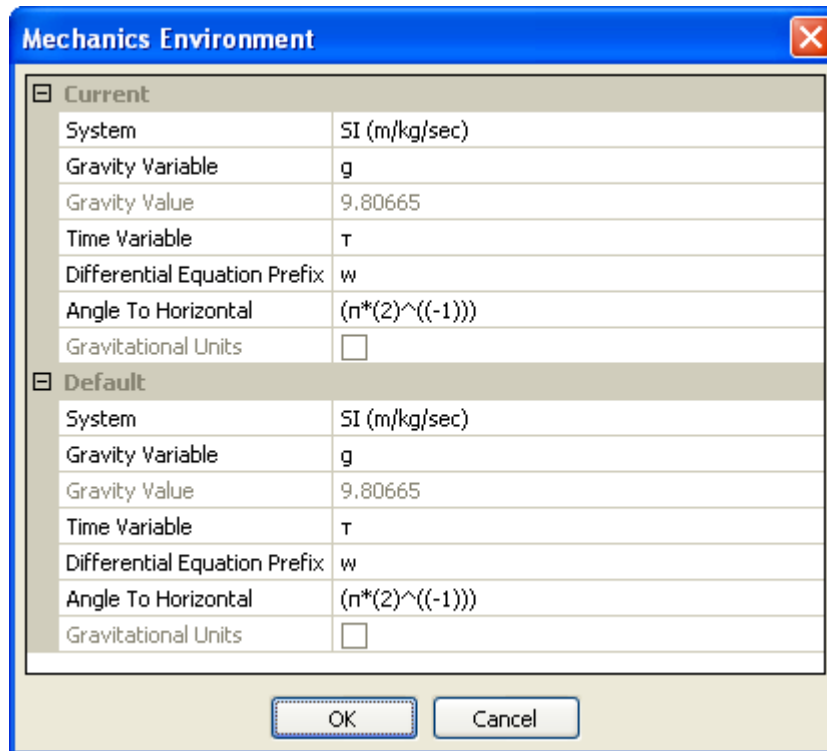 Mechanics Environment
Current
System SI (m/kg/sec)
Gravity Variable g
Gravity Value 9.80665
Time Variable τ
Differential Equation Prefix w
Angle To Horizontal (π*(2)^((-1)))
Gravitational Units
Default
System SI (m/kg/sec)
Gravity Variable g
Gravity Value 9.80665
Time Variable τ
Differential Equation Prefix w
Angle To Horizontal (π*(2)^((-1)))
Gravitational Units
OK Cancel